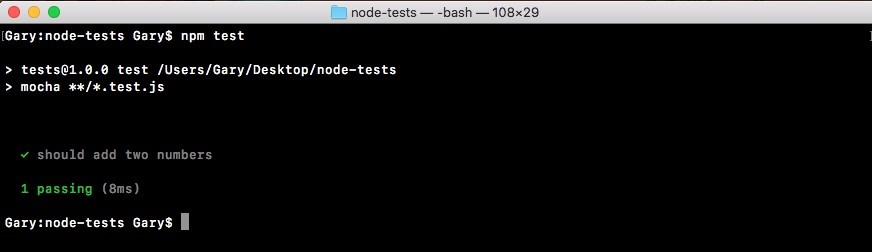 node-tests — -bash — 108×29
Gary:node-tests Gary$ npm test
> tests@1.0.0 test /Users/Gary/Desktop/node-tests
> mocha **/*.test.js
✓ should add two numbers
1 passing (8ms)
Gary:node-tests Gary$